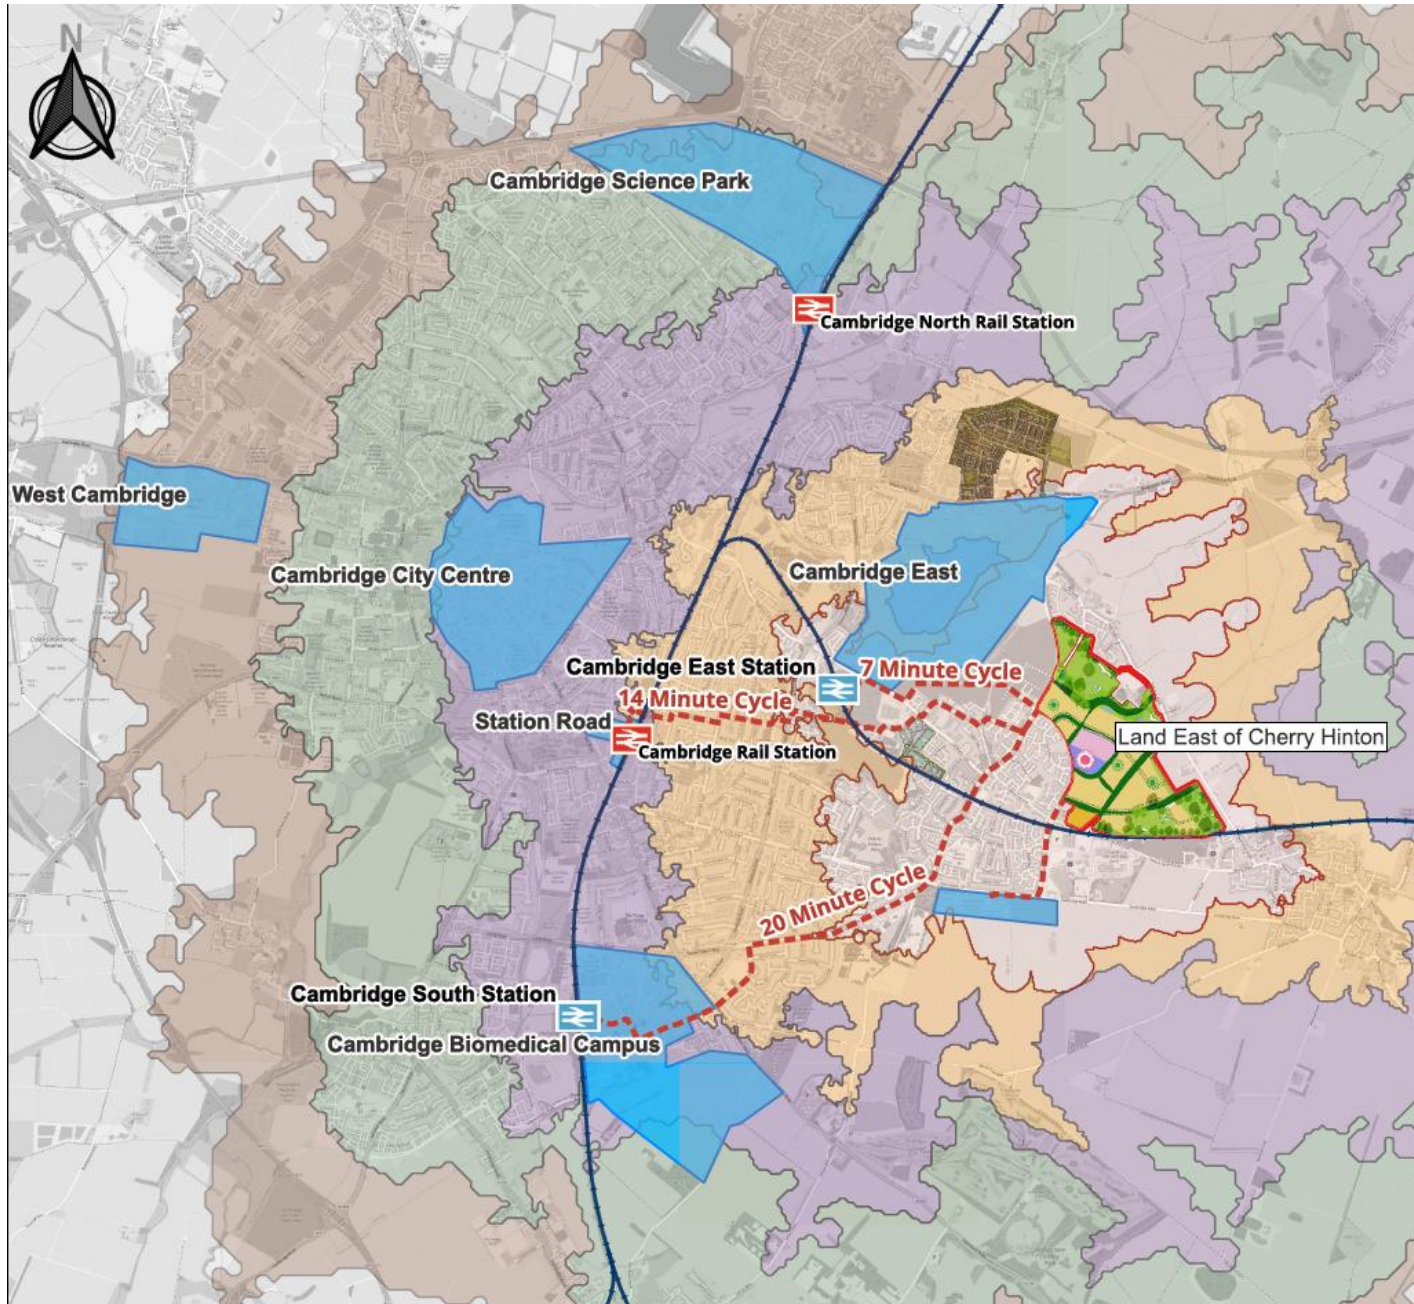 N
Cambridge Science Park
Cambridge North Rail Station
West Cambridge
Cambridge City Centre
Cambridge East
Cambridge East Station
7 Minute Cycle
14 Minute Cycle
Station Road
Land East of Cherry Hinton
Cambridge Rail Station
20 Minute Cycle
Cambridge South Station
Cambridge Biomedical Campus